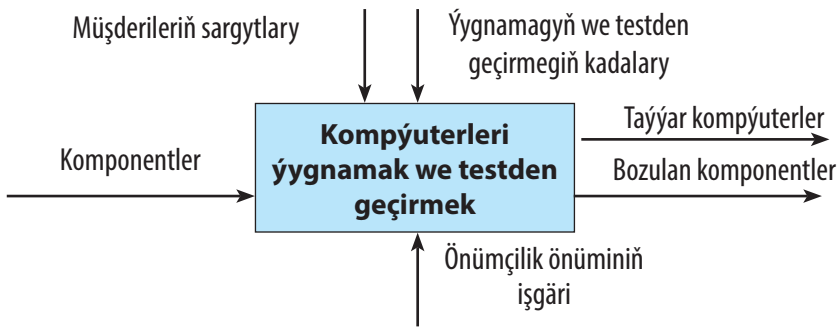 Müşderileriň sargytlary
Ýygnamagyň we testden
geçirmegiň kadalary
Komponentler
Kompýuterleri
ýygnamak we testden
geçirmek
Taýýar kompýuterler
Bozulan komponentler
Önümçilik önüminiň
işgäri